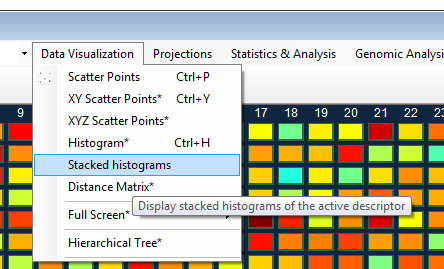 Data Visualization Projections Statistics & Analysis Genomic Analysis
Scatter Points Ctrl+P
XY Scatter Points* Ctrl+Y
XYZ Scatter Points*
Histogram* Ctrl+H
Stacked histograms
Distance Matrix*
Display stacked histograms of the active descriptor
Full Screen*
Hierarchical Tree*
9 17 18 19 20 21 22 23